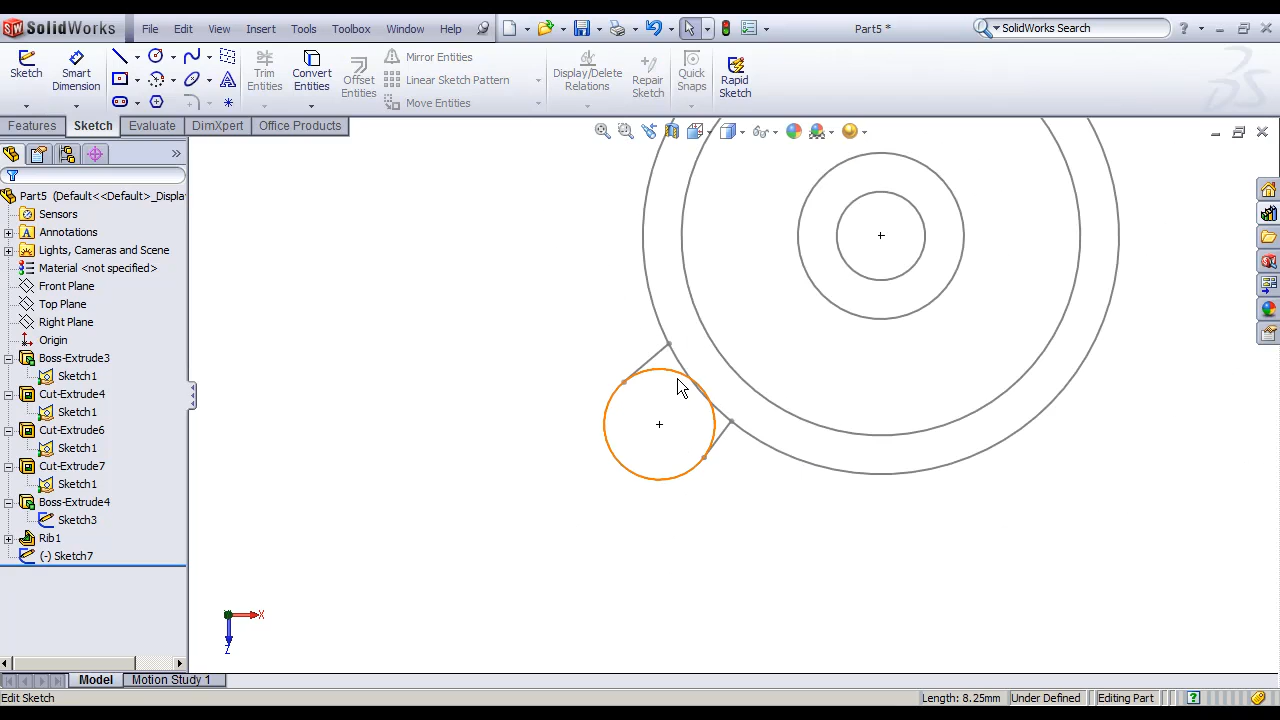 SolidWorks File Edit View Insert Tools Toolbox Window Help Part5 * SolidWorks Search ?
Sketch Smart Dimension Trim Entities Convert Entities Offset Entities Mirror Entities Linear Sketch Pattern Move Entities Display/Delete Relations Repair Sketch Quick Snaps Rapid Sketch
Features Sketch Evaluate DimXpert Office Products
Part5 (Default<<Default>_Displa
Sensors
Annotations
Lights, Cameras and Scene
Material <not specified>
Front Plane
Top Plane
Right Plane
Origin
Boss-Extrude3
Sketch1
Cut-Extrude4
Sketch1
Cut-Extrude6
Sketch1
Cut-Extrude7
Sketch1
Boss-Extrude4
Sketch3
Rib1
(-) Sketch7
X
Z
Model Motion Study 1
Edit Sketch Length: 8.25mm Under Defined Editing Part ?